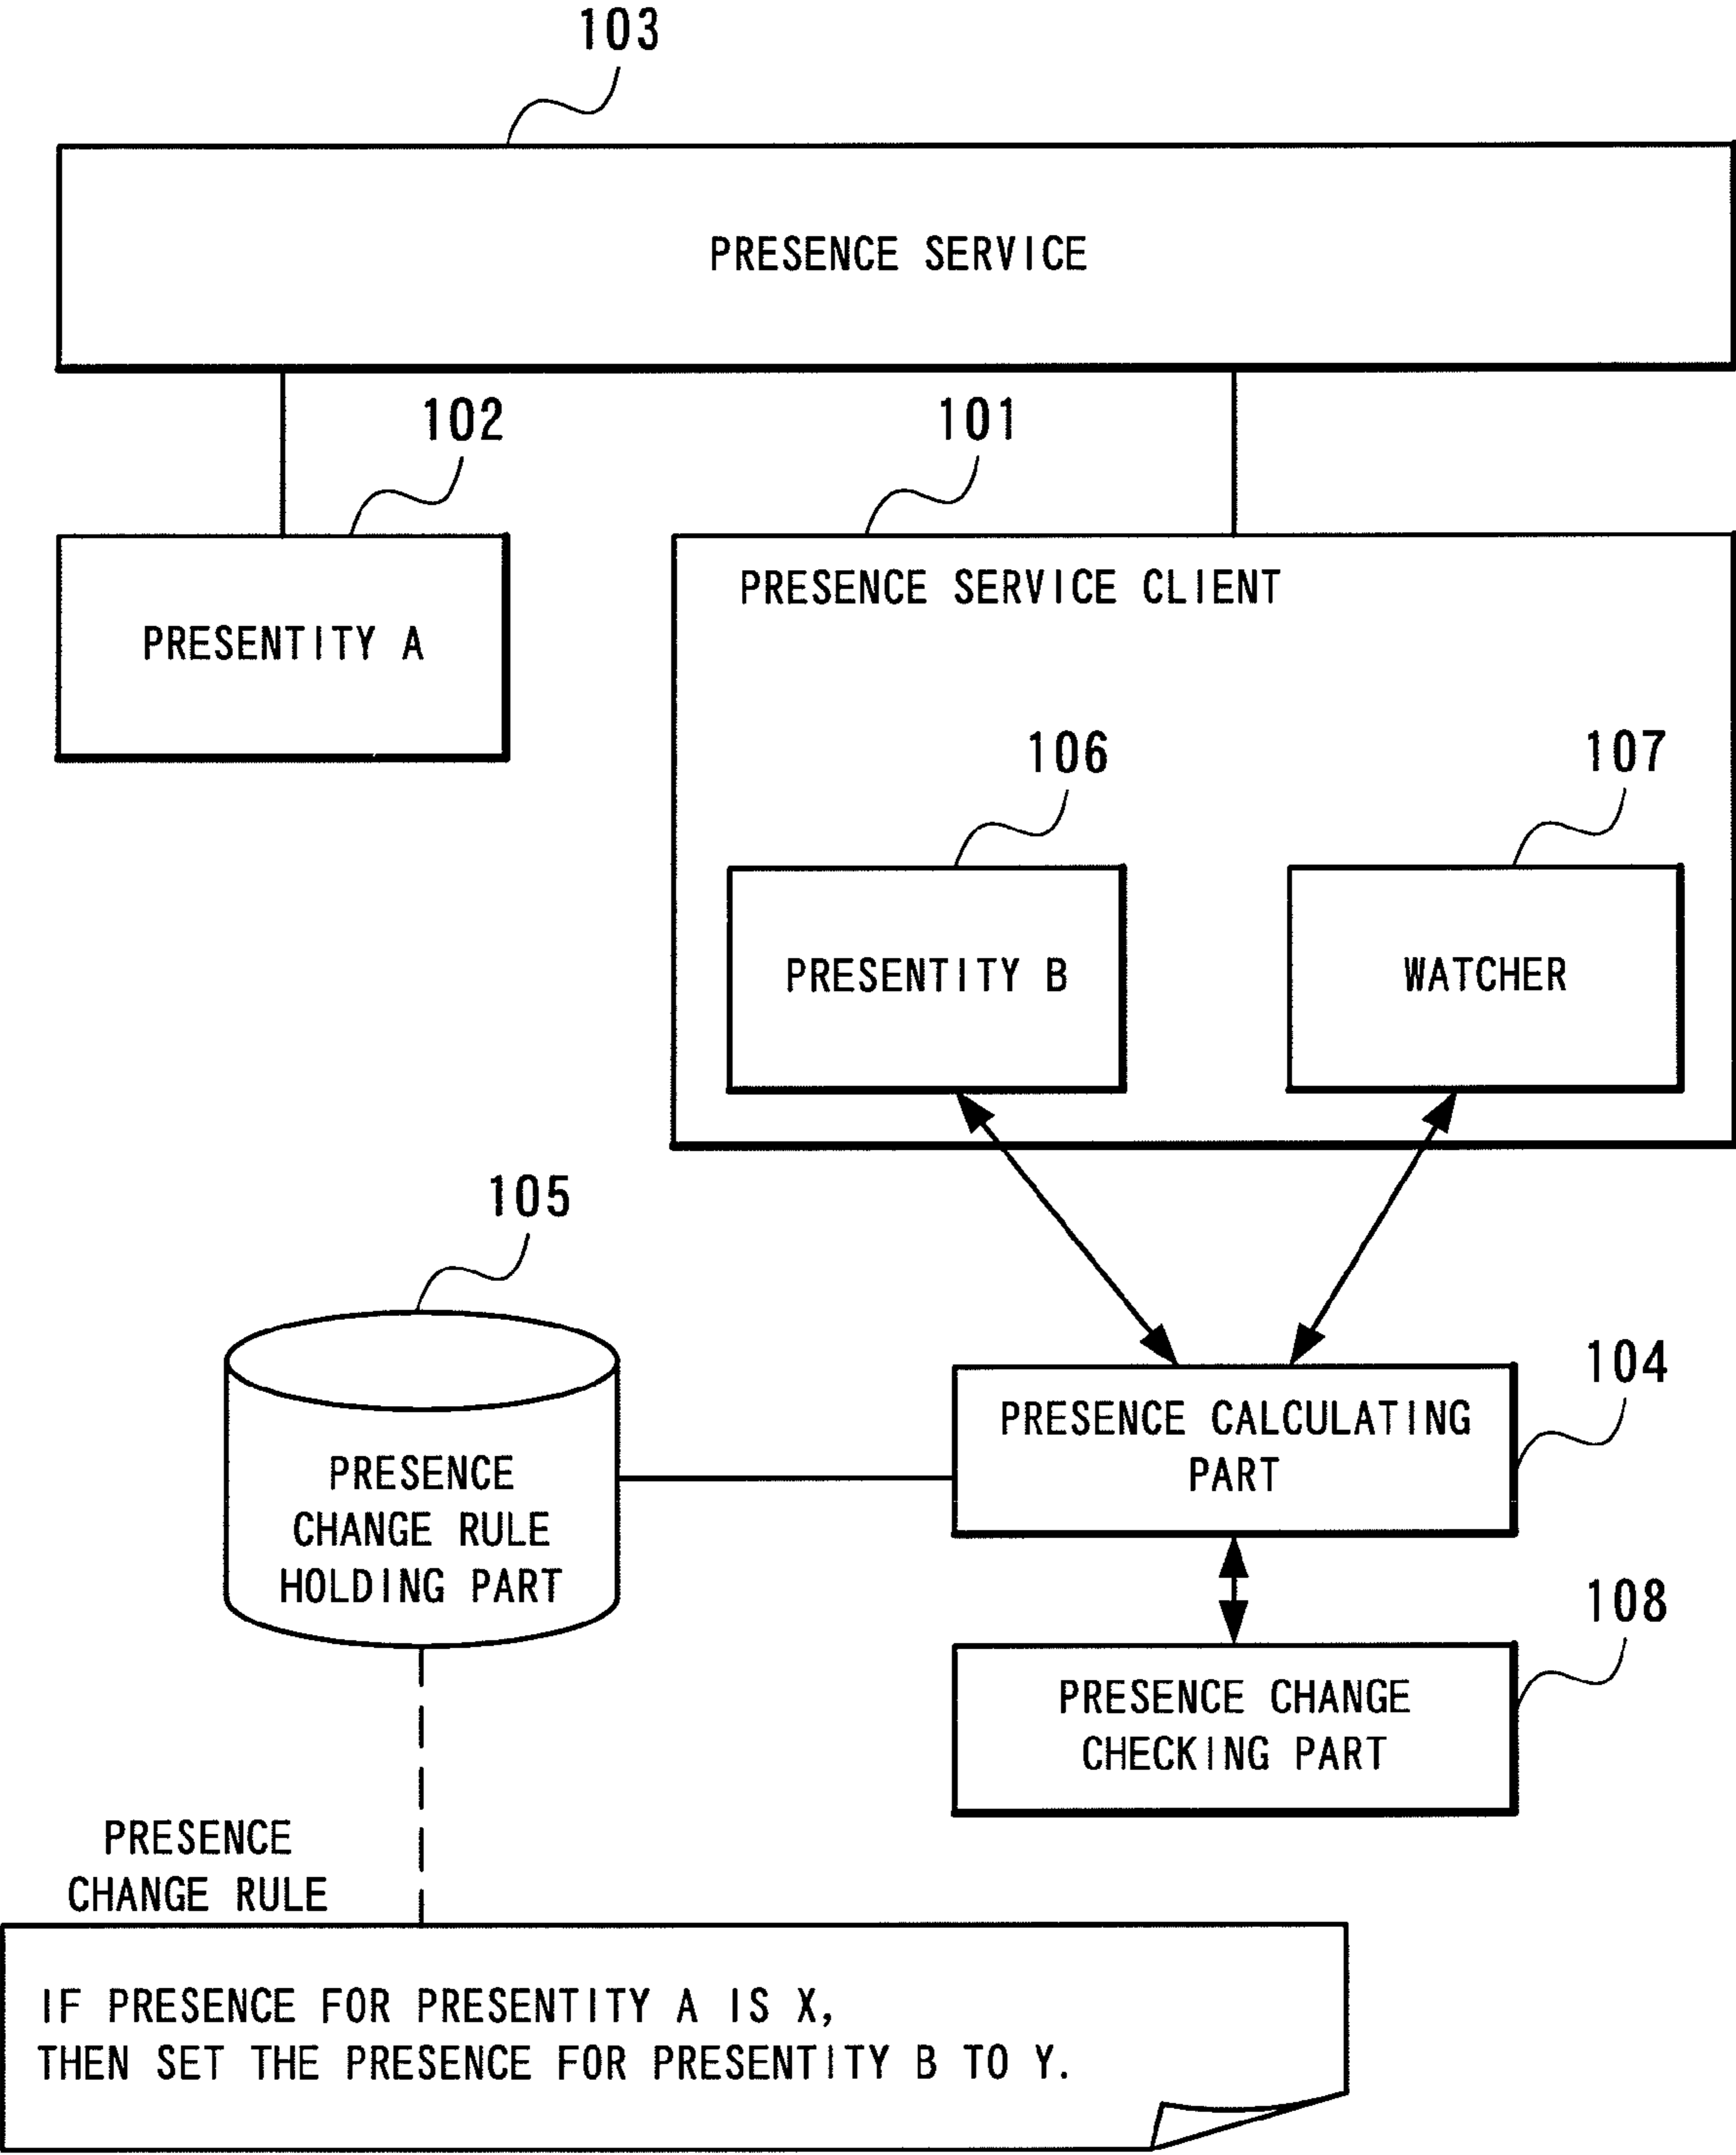 103
PRESENCE SERVICE
102
101
PRESENTITY A
PRESENCE SERVICE CLIENT
106
107
PRESENTITY B
WATCHER
105
104
PRESENCE CALCULATING
PART
PRESENCE
CHANGE RULE
HOLDING PART
108
PRESENCE CHANGE
CHECKING PART
PRESENCE
CHANGE RULE
IF PRESENCE FOR PRESENTITY A IS X,
THEN SET THE PRESENCE FOR PRESENTITY B TO Y.